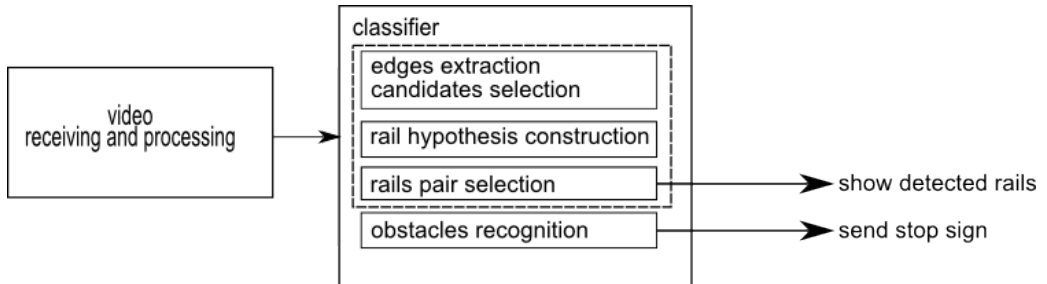 classifier
edges extraction
candidates selection
video
receiving and processing
rail hypothesis construction
rails pair selection
show detected rails
obstacles recognition
send stop sign